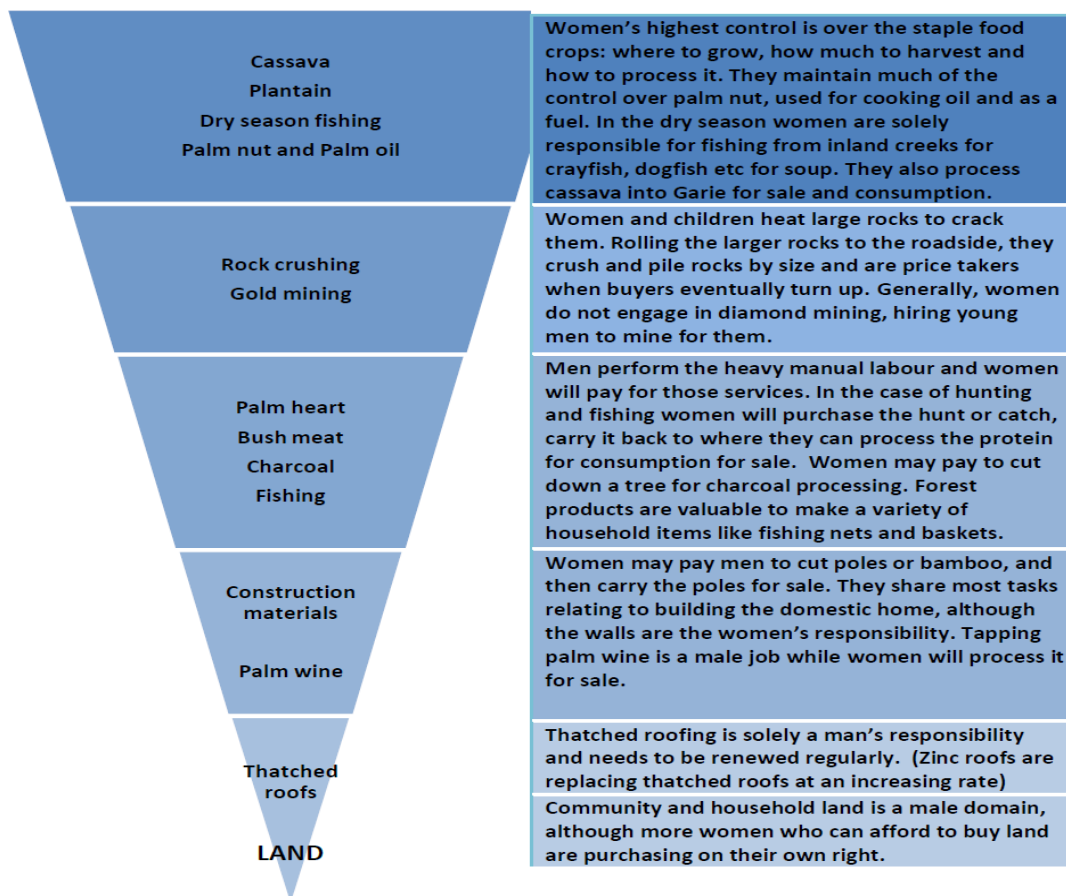 Cassava
Plantain
Dry season fishing
Palm nut and Palm oil
Women’s highest control is over the staple food
crops: where to grow, how much to harvest and
how to process it. They maintain much of the
control over palm nut, used for cooking oil and as a
fuel. In the dry season women are solely
responsible for fishing from inland creeks for
crayfish, dogfish etc for soup. They also process
cassava into Garie for sale and consumption.
Rock crushing
Gold mining
Women and children heat large rocks to crack
them. Rolling the larger rocks to the roadside, they
crush and pile rocks by size and are price takers
when buyers eventually turn up. Generally, women
do not engage in diamond mining, hiring young
men to mine for them.
Palm heart
Bush meat
Charcoal
Fishing
Men perform the heavy manual labour and women
will pay for those services. In the case of hunting
and fishing women will purchase the hunt or catch,
carry it back to where they can process the protein
for consumption for sale.  Women may pay to cut
down a tree for charcoal processing. Forest
products are valuable to make a variety of
household items like fishing nets and baskets.
Construction
materials
Palm wine
Women may pay men to cut poles or bamboo, and
then carry the poles for sale. They share most tasks
relating to building the domestic home, although
the walls are the women’s responsibility. Tapping
palm wine is a male job while women will process it
for sale.
Thatched
roofs
Thatched roofing is solely a man’s responsibility
and needs to be renewed regularly.  (Zinc roofs are
replacing thatched roofs at an increasing rate)
LAND
Community and household land is a male domain,
although more women who can afford to buy land
are purchasing on their own right.